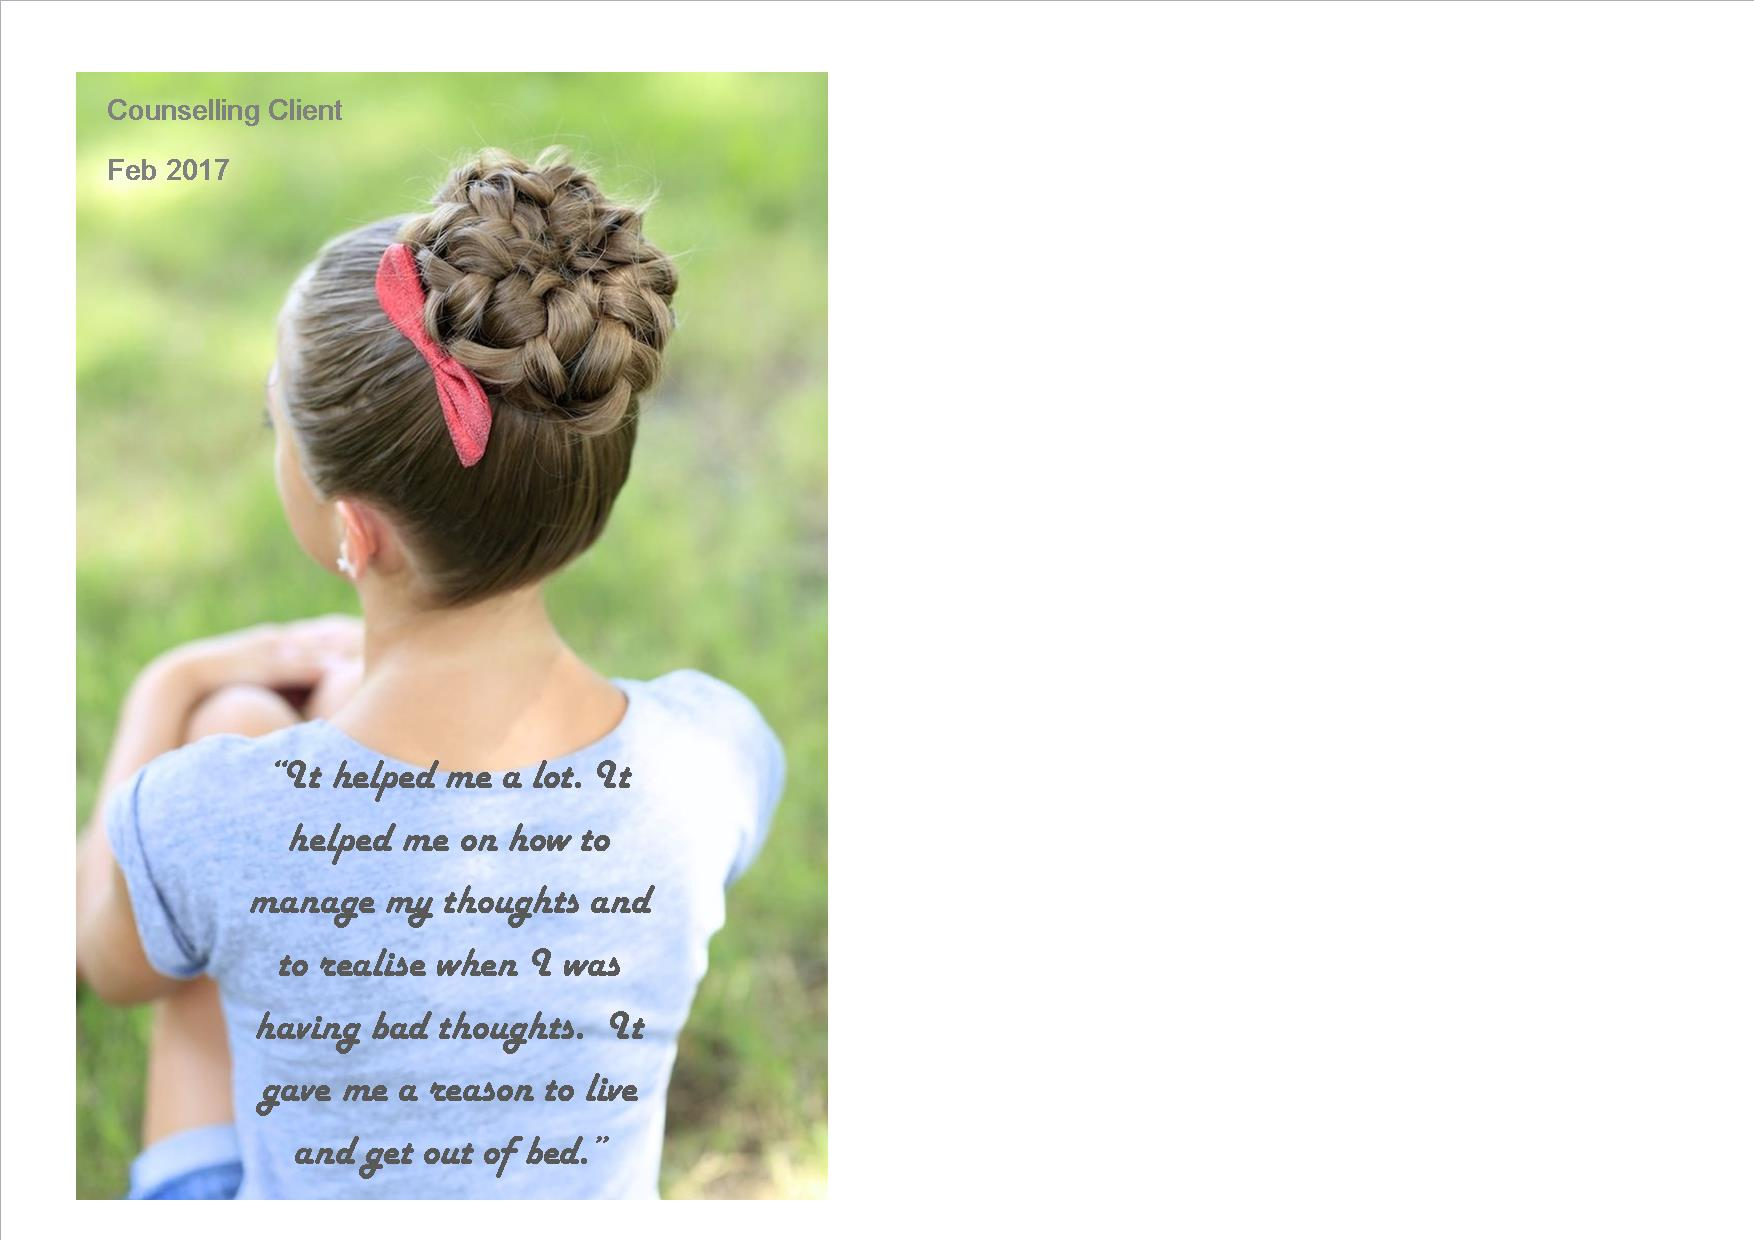 Counselling Client
Feb 2017
“It helped me a lot. It
helped me on how to
manage my thoughts and
to realise when I was
having bad thoughts.  It
gave me a reason to live
and get out of bed.”